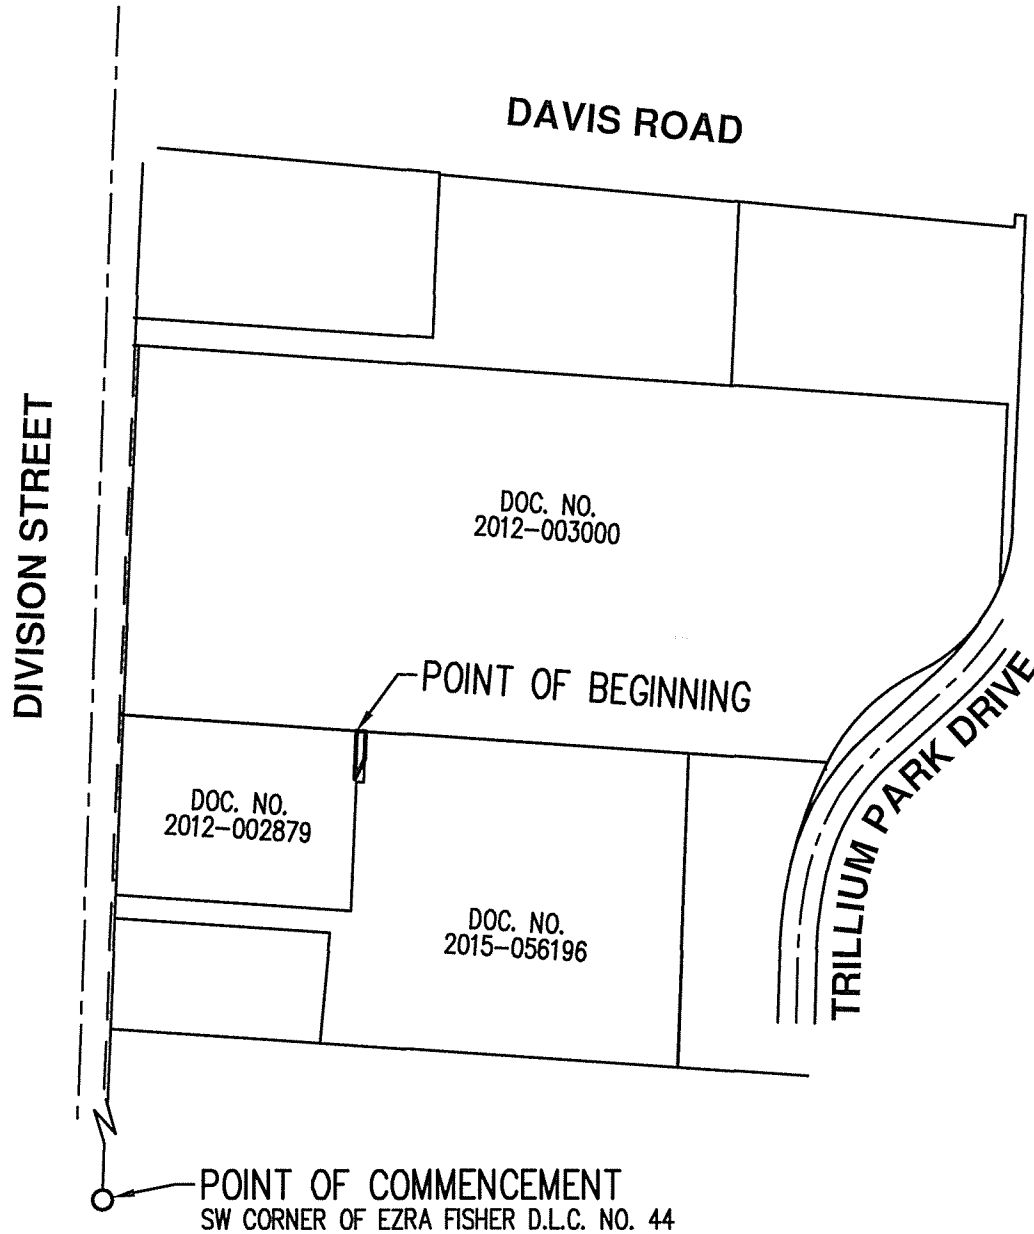 DAVIS ROAD
DIVISION STREET
DOC. NO.
2012-003000
POINT OF BEGINNING
DOC. NO.
2012-002879
DOC. NO.
2015-056196
TRILLIUM PARK DRIVE
POINT OF COMMENCEMENT
SW CORNER OF EZRA FISHER D.L.C. NO. 44